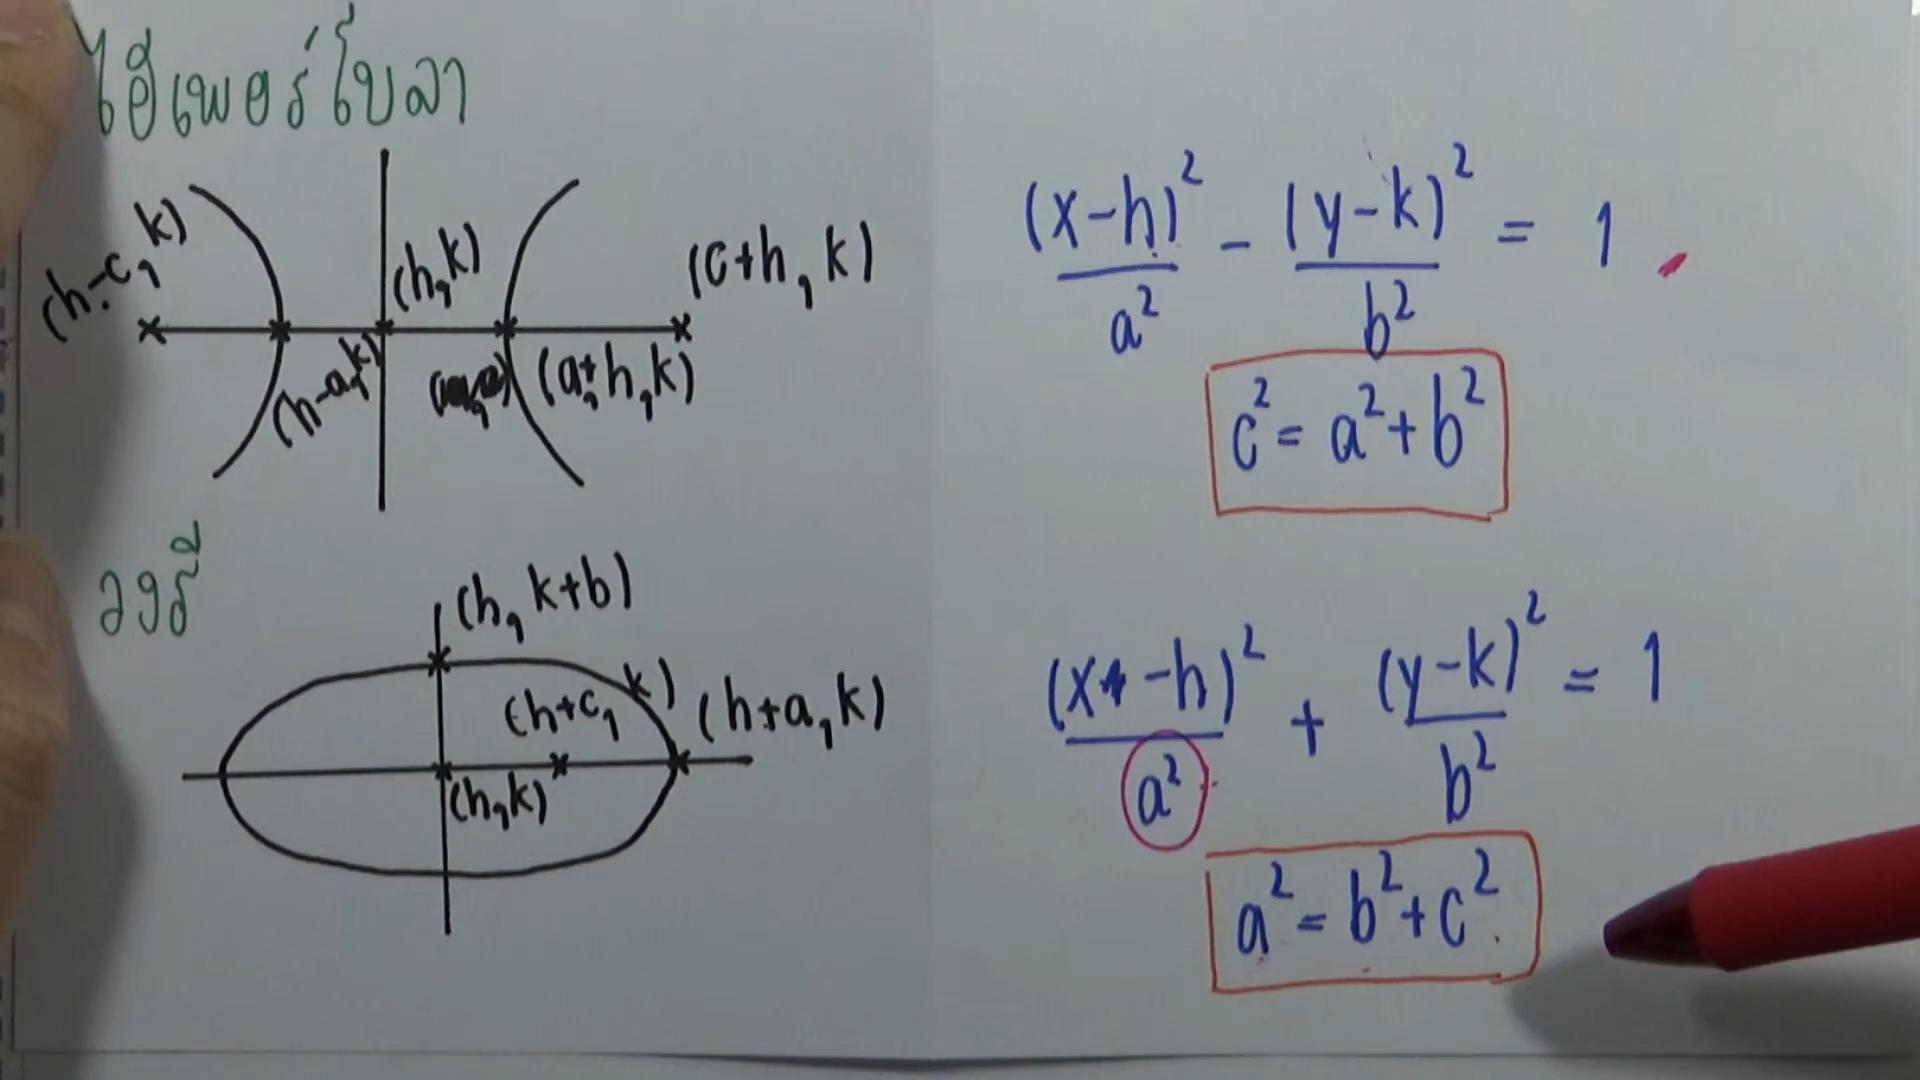 ไฮเพอร์โบลา
(h-c, k)
(h, k)
(c+h, k)
(h-a, k)
(a+h, k)
(x-h)² / a² - (y-k)² / b² = 1
c² = a² + b²
วงรี
(h, k+b)
(h+c, k)
(h+a, k)
(h, k)
(x-h)² / a² + (y-k)² / b² = 1
a² = b² + c²